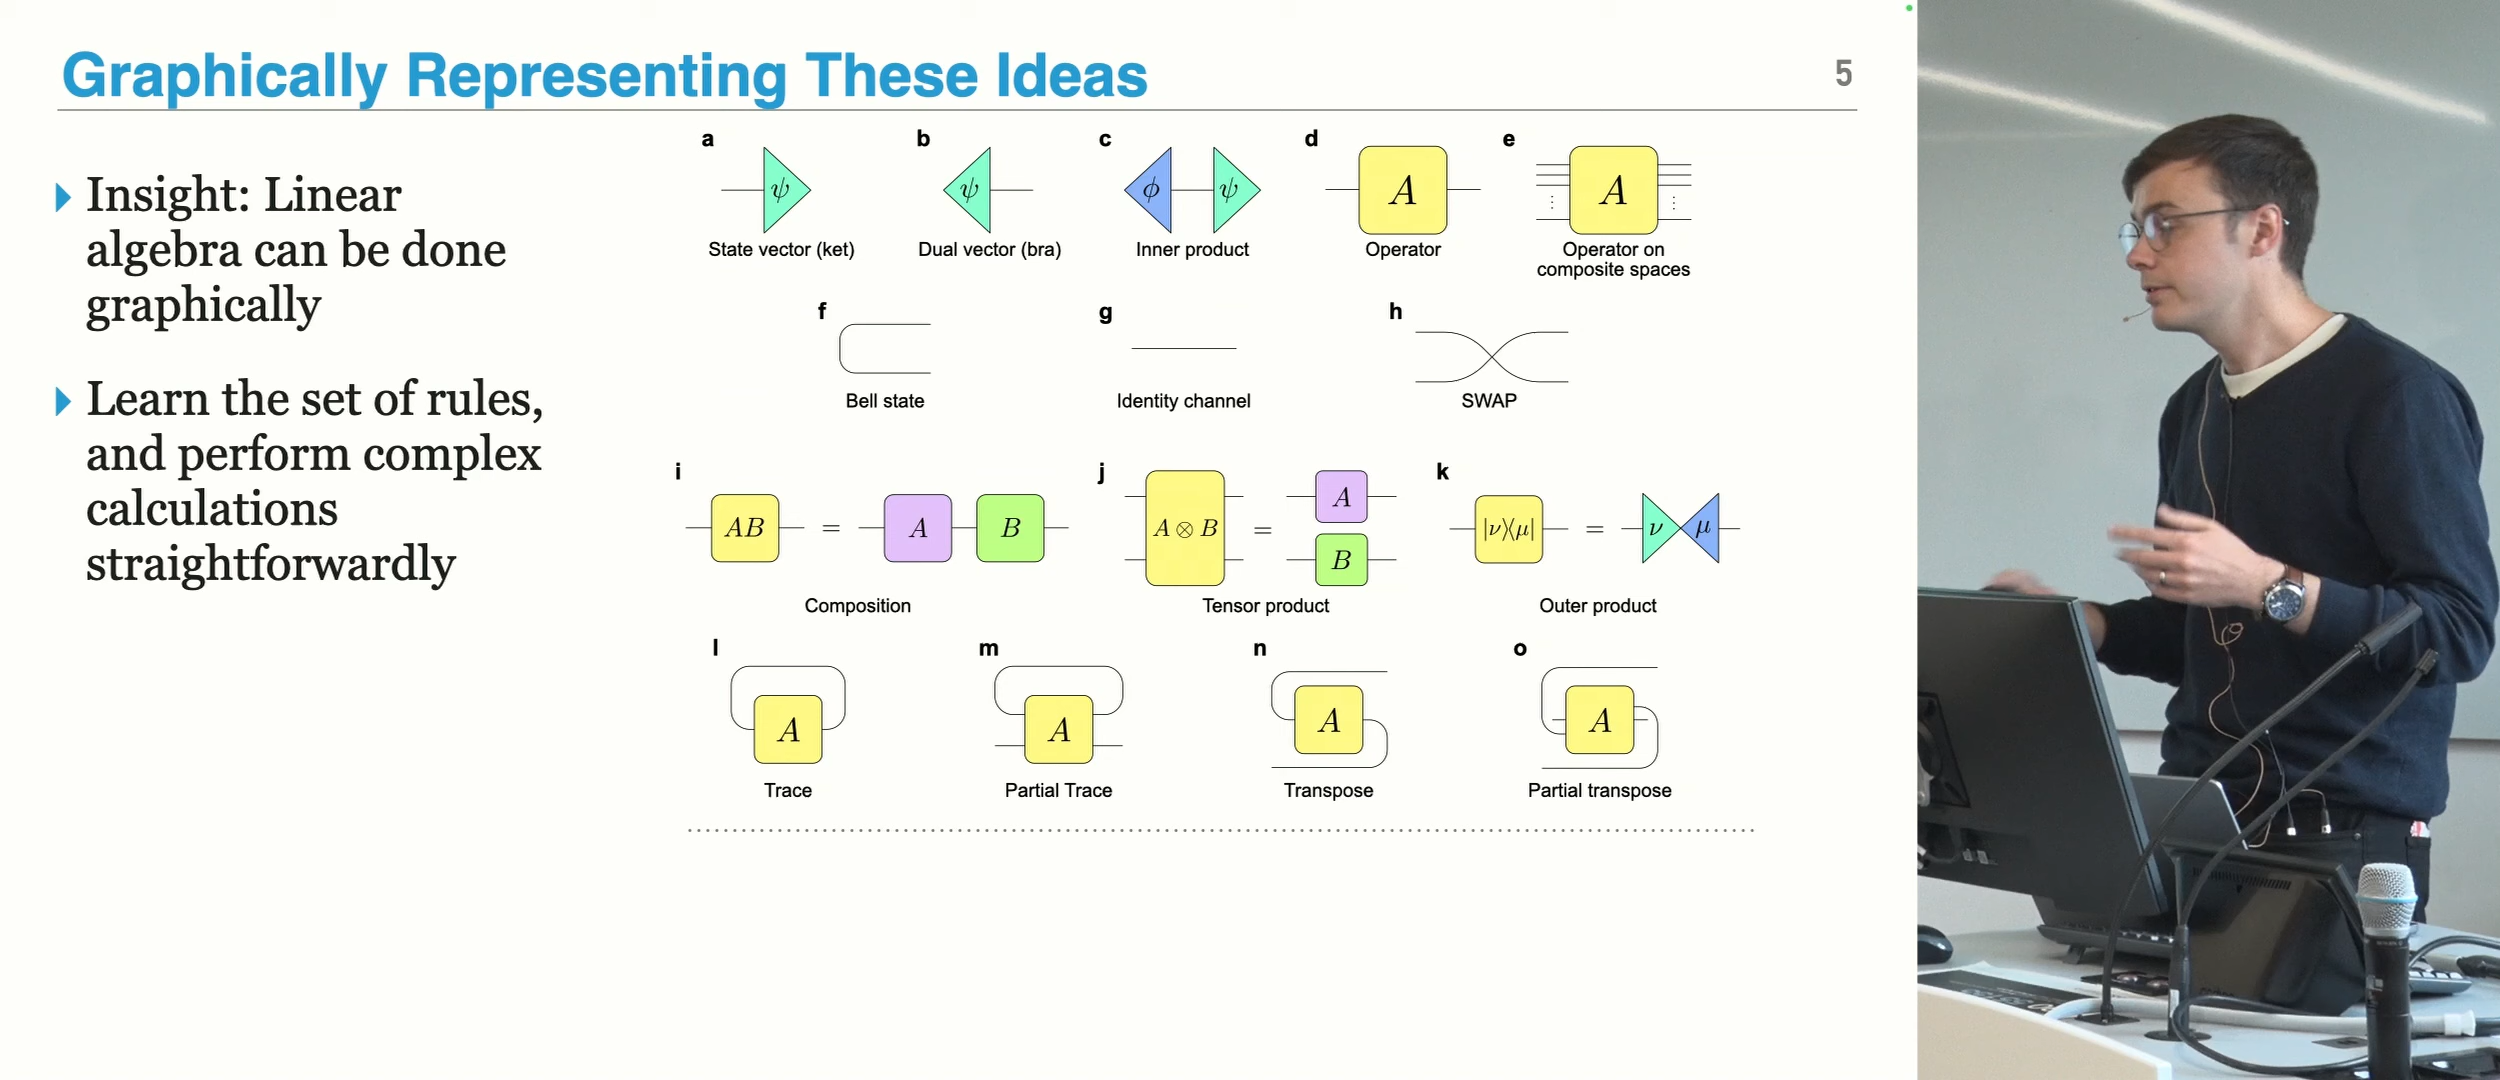 Graphically Representing These Ideas
5
Insight: Linear
algebra can be done
graphically
Learn the set of rules,
and perform complex
calculations
straightforwardly
a
b
c
d
e
ψ
ψ
ϕ
ψ
A
A
State vector (ket)
Dual vector (bra)
Inner product
Operator
Operator on
composite spaces
f
g
h
Bell state
Identity channel
SWAP
i
j
k
AB
=
A
B
A ⊗ B
=
A
B
|ν⟩⟨μ|
=
ν
μ
Composition
Tensor product
Outer product
l
m
n
o
A
A
A
A
Trace
Partial Trace
Transpose
Partial transpose